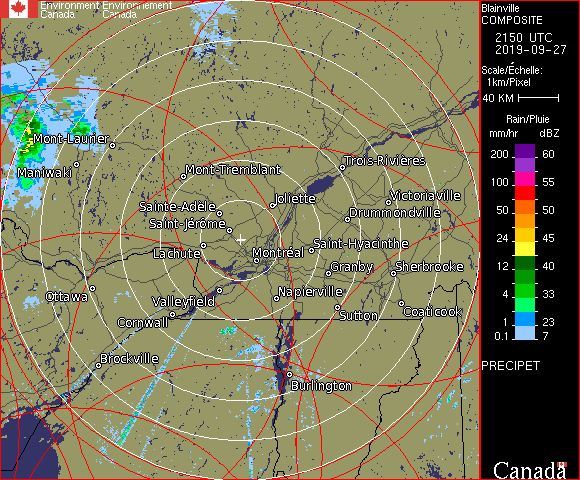 Environment Environnement
Canada Canada
Blainville
COMPOSITE
2150 UTC
2019-09-27
Scale/Échelle:
1km/Pixel
40 KM
Rain/Pluie
mm/hr dBZ
200 60
100 55
50 50
24 45
12 40
4 33
1 23
0.1 7
PRECIPET
Canada
Mont-Laurier
Maniwaki
Mont-Tremblant
Trois-Rivières
Sainte-Adèle
Joliette
Victoriaville
Saint-Jérôme
Drummondville
Lachute
Montréal
Saint-Hyacinthe
Granby
Sherbrooke
Ottawa
Valleyfield
Napierville
Cornwall
Sutton
Coaticook
Brockville
Burlington